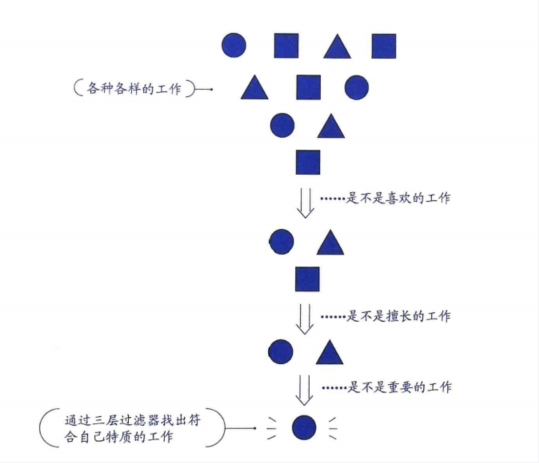 各种各样的工作
……是不是喜欢的工作
……是不是擅长的工作
……是不是重要的工作
通过三层过滤器找出符
合自己特质的工作